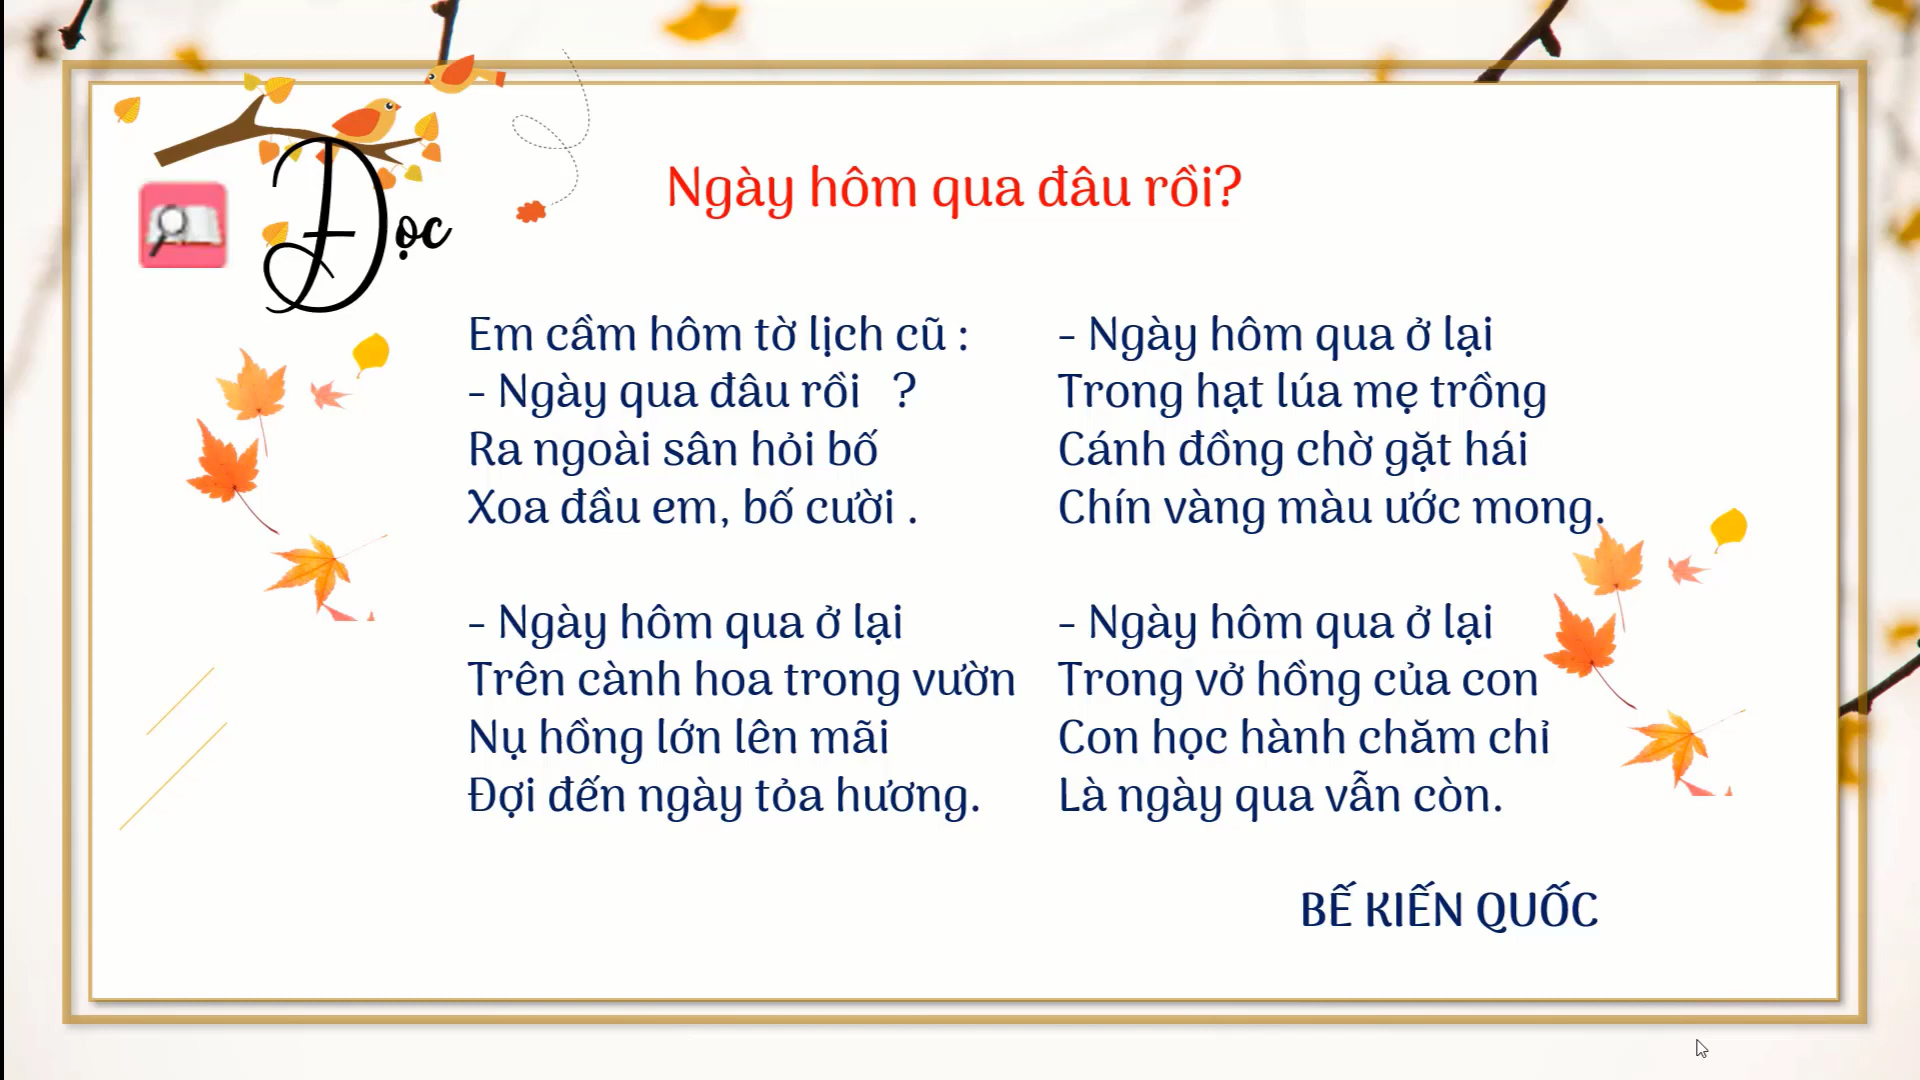 Đọc
Ngày hôm qua đâu rồi?
Em cầm hôm tờ lịch cũ :
- Ngày qua đâu rồi ?
Ra ngoài sân hỏi bố
Xoa đầu em, bố cười .
- Ngày hôm qua ở lại
Trên cành hoa trong vườn
Nụ hồng lớn lên mãi
Đợi đến ngày tỏa hương.
- Ngày hôm qua ở lại
Trong hạt lúa mẹ trồng
Cánh đồng chờ gặt hái
Chín vàng màu ước mong.
- Ngày hôm qua ở lại
Trong vở hồng của con
Con học hành chăm chỉ
Là ngày qua vẫn còn.
BẾ KIẾN QUỐC